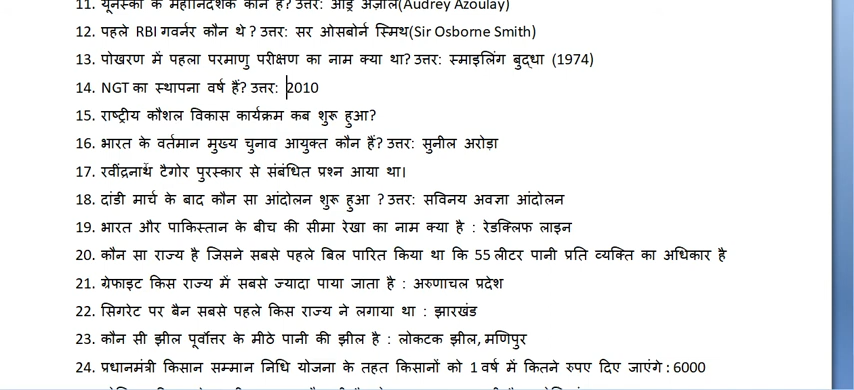 11. यूनेस्को के महानिदेशक कौन है? उत्तर: आड्रे अजोले(Audrey Azoulay)
12. पहले RBI गवर्नर कौन थे ? उत्तर: सर ओसबोर्न स्मिथ(Sir Osborne Smith)
13. पोखरण में पहला परमाणु परीक्षण का नाम क्या था? उत्तर: स्माइलिंग बुद्धा (1974)
14. NGT का स्थापना वर्ष हैं? उत्तर: 2010
15. राष्ट्रीय कौशल विकास कार्यक्रम कब शुरू हुआ?
16. भारत के वर्तमान मुख्य चुनाव आयुक्त कौन हैं? उत्तर: सुनील अरोड़ा
17. रवींद्रनाथ टैगोर पुरस्कार से संबंधित प्रश्न आया था।
18. दांडी मार्च के बाद कौन सा आंदोलन शुरू हुआ ? उत्तर: सविनय अवज्ञा आंदोलन
19. भारत और पाकिस्तान के बीच की सीमा रेखा का नाम क्या है : रेडक्लिफ लाइन
20. कौन सा राज्य है जिसने सबसे पहले बिल पारित किया था कि 55 लीटर पानी प्रति व्यक्ति का अधिकार है
21. ग्रेफाइट किस राज्य में सबसे ज्यादा पाया जाता है : अरुणाचल प्रदेश
22. सिगरेट पर बैन सबसे पहले किस राज्य ने लगाया था : झारखंड
23. कौन सी झील पूर्वोत्तर के मीठे पानी की झील है : लोकटक झील, मणिपुर
24. प्रधानमंत्री किसान सम्मान निधि योजना के तहत किसानों को 1 वर्ष में कितने रुपए दिए जाएंगे : 6000